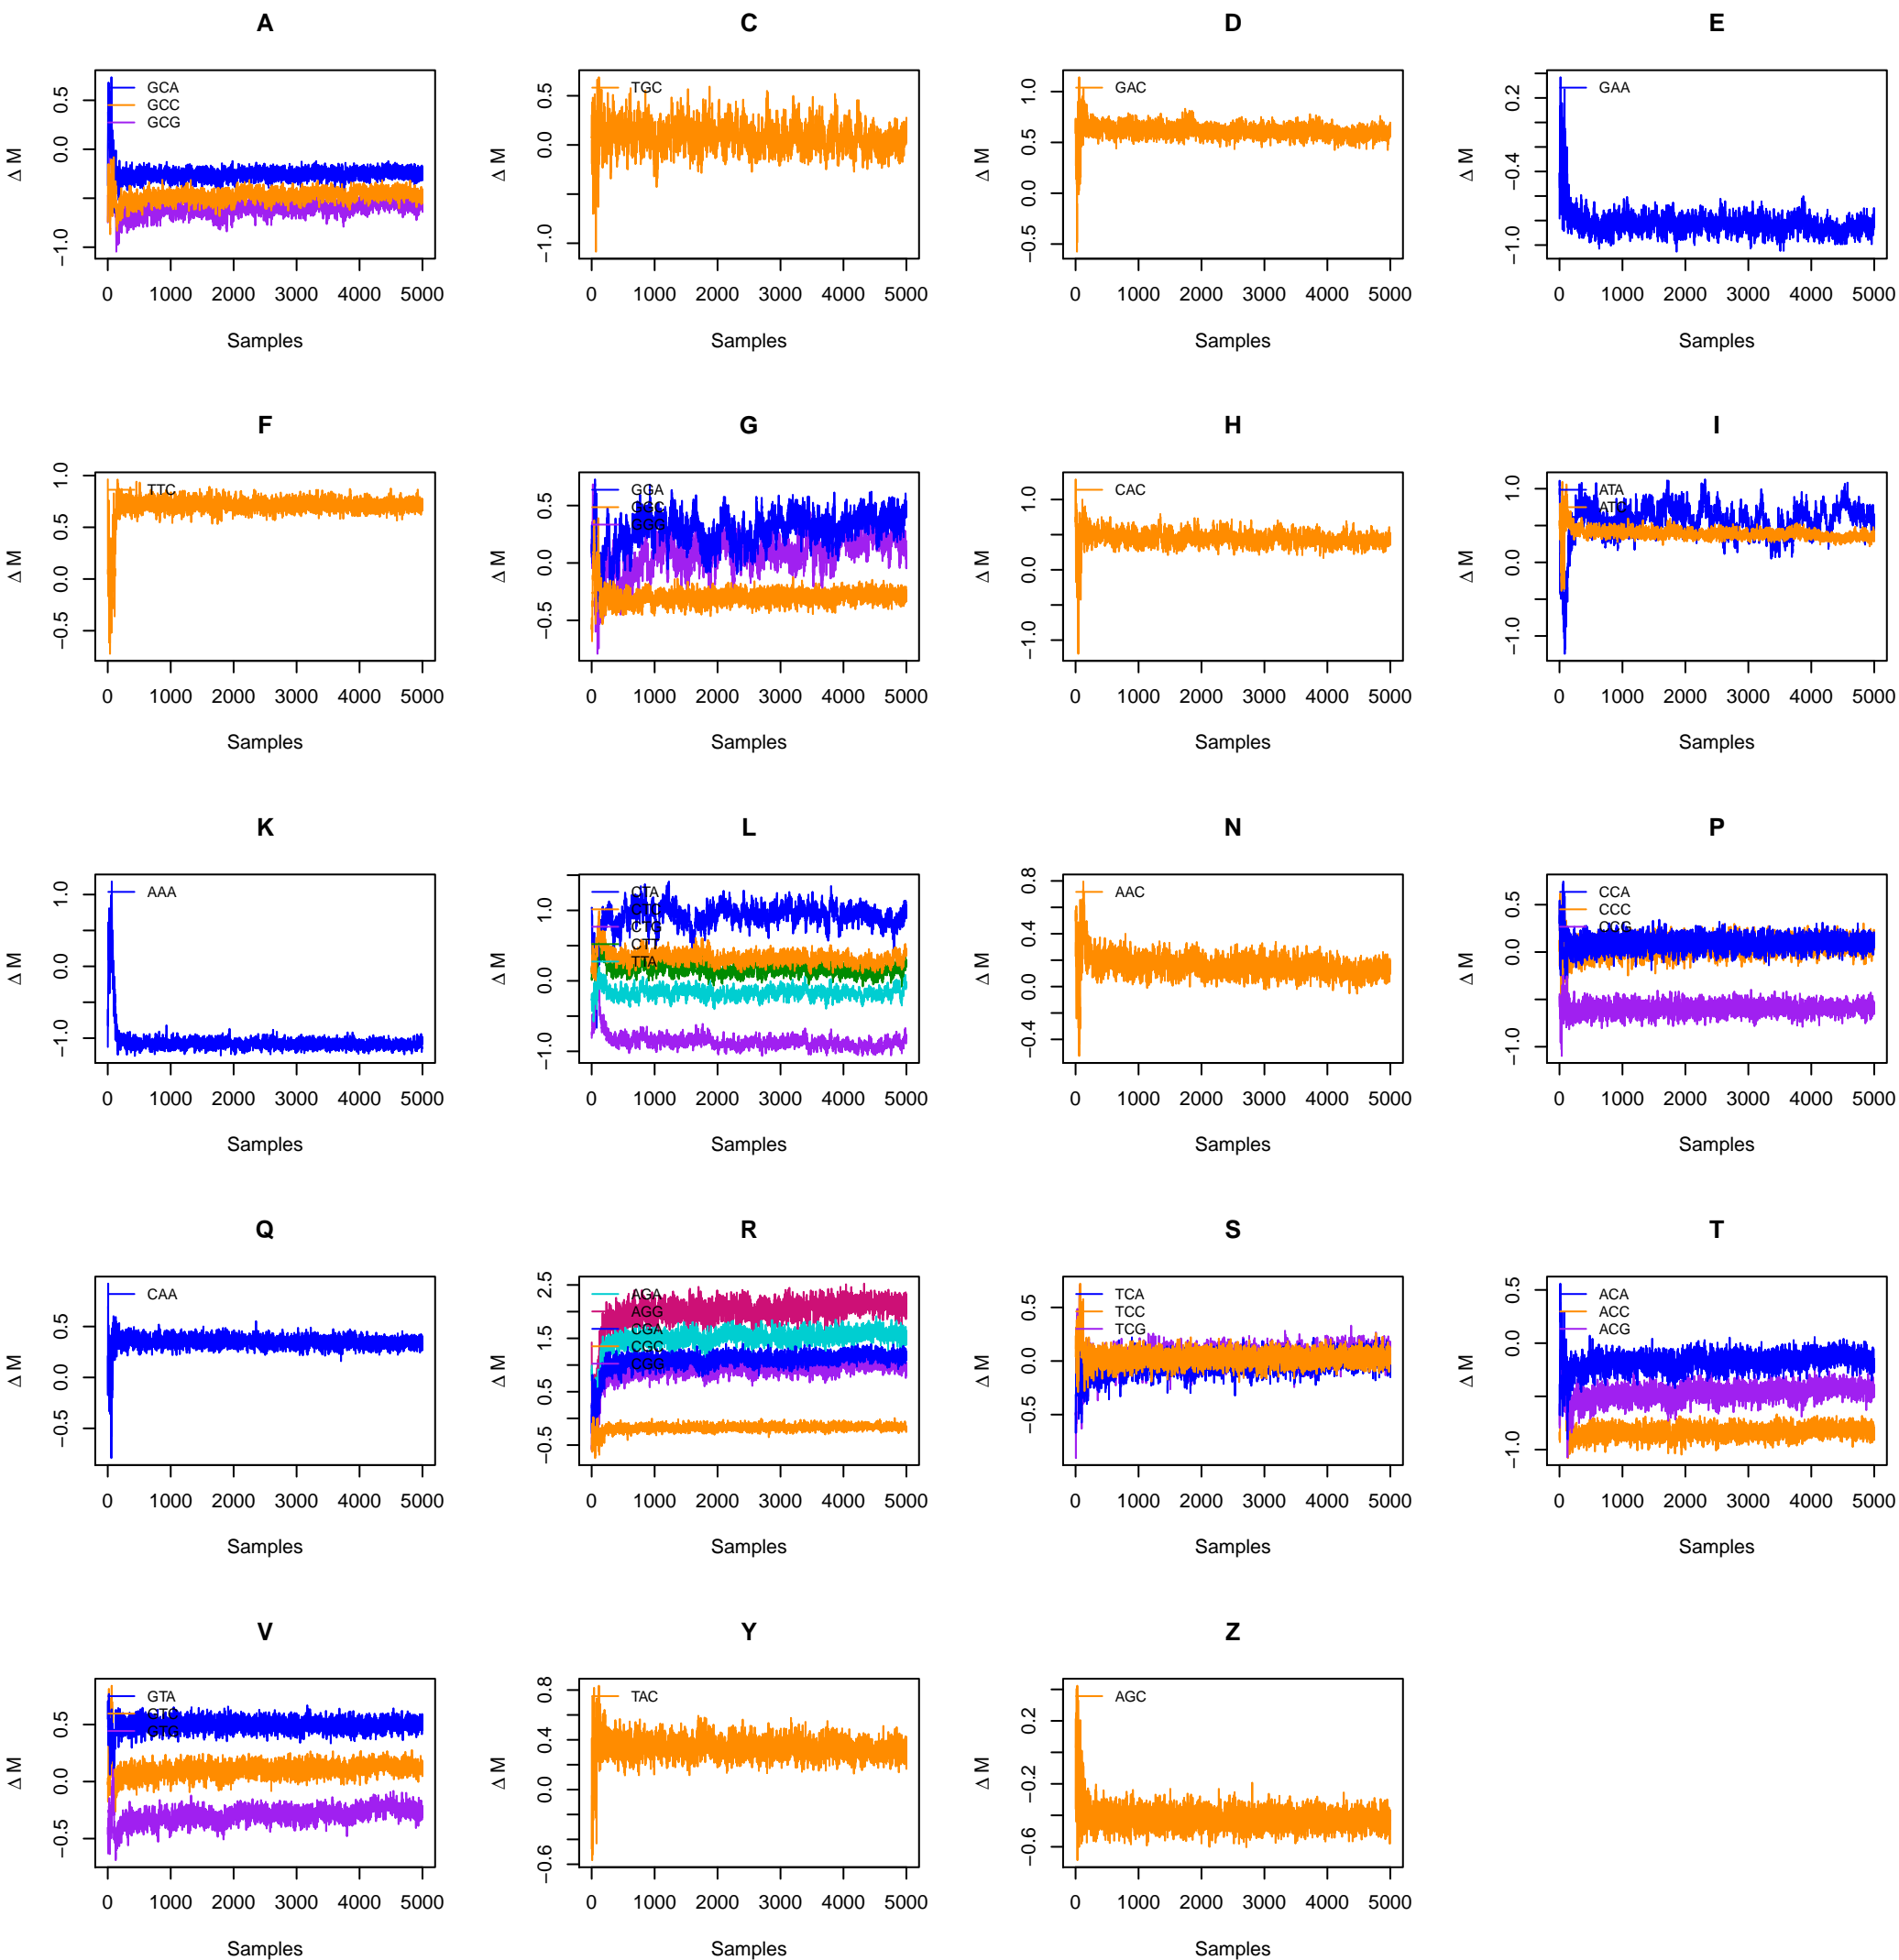 A
C
D
E
Δ M
0.5
0.0
−1.0
GCA
GCC
GCG
0 1000 2000 3000 4000 5000
Samples
Δ M
0.5
0.0
−1.0
TGC
0 1000 2000 3000 4000 5000
Samples
Δ M
1.0
0.5
0.0
−0.5
GAC
0 1000 2000 3000 4000 5000
Samples
Δ M
0.2
−0.4
−1.0
GAA
0 1000 2000 3000 4000 5000
Samples
F
G
H
I
Δ M
1.0
0.5
0.0
−0.5
TTC
0 1000 2000 3000 4000 5000
Samples
Δ M
0.5
0.0
−0.5
GGA
GGC
GGG
0 1000 2000 3000 4000 5000
Samples
Δ M
1.0
0.0
−1.0
CAC
0 1000 2000 3000 4000 5000
Samples
Δ M
1.0
0.0
−1.0
ATA
ATC
0 1000 2000 3000 4000 5000
Samples
K
L
N
P
Δ M
1.0
0.0
−1.0
AAA
0 1000 2000 3000 4000 5000
Samples
Δ M
1.0
0.0
−1.0
CTA
CTC
CTG
CTT
TTA
0 1000 2000 3000 4000 5000
Samples
Δ M
0.8
0.4
0.0
−0.4
AAC
0 1000 2000 3000 4000 5000
Samples
Δ M
0.5
0.0
−1.0
CCA
CCC
CCG
0 1000 2000 3000 4000 5000
Samples
Q
R
S
T
Δ M
0.5
0.0
−0.5
CAA
0 1000 2000 3000 4000 5000
Samples
Δ M
2.5
1.5
0.5
−0.5
AGA
AGG
CGA
CGC
CGG
0 1000 2000 3000 4000 5000
Samples
Δ M
0.5
0.0
−0.5
TCA
TCC
TCG
0 1000 2000 3000 4000 5000
Samples
Δ M
0.5
0.0
−1.0
ACA
ACC
ACG
0 1000 2000 3000 4000 5000
Samples
V
Y
Z
Δ M
0.5
0.0
−0.5
GTA
GTC
GTG
0 1000 2000 3000 4000 5000
Samples
Δ M
0.8
0.4
0.0
−0.6
TAC
0 1000 2000 3000 4000 5000
Samples
Δ M
0.2
−0.2
−0.6
AGC
0 1000 2000 3000 4000 5000
Samples